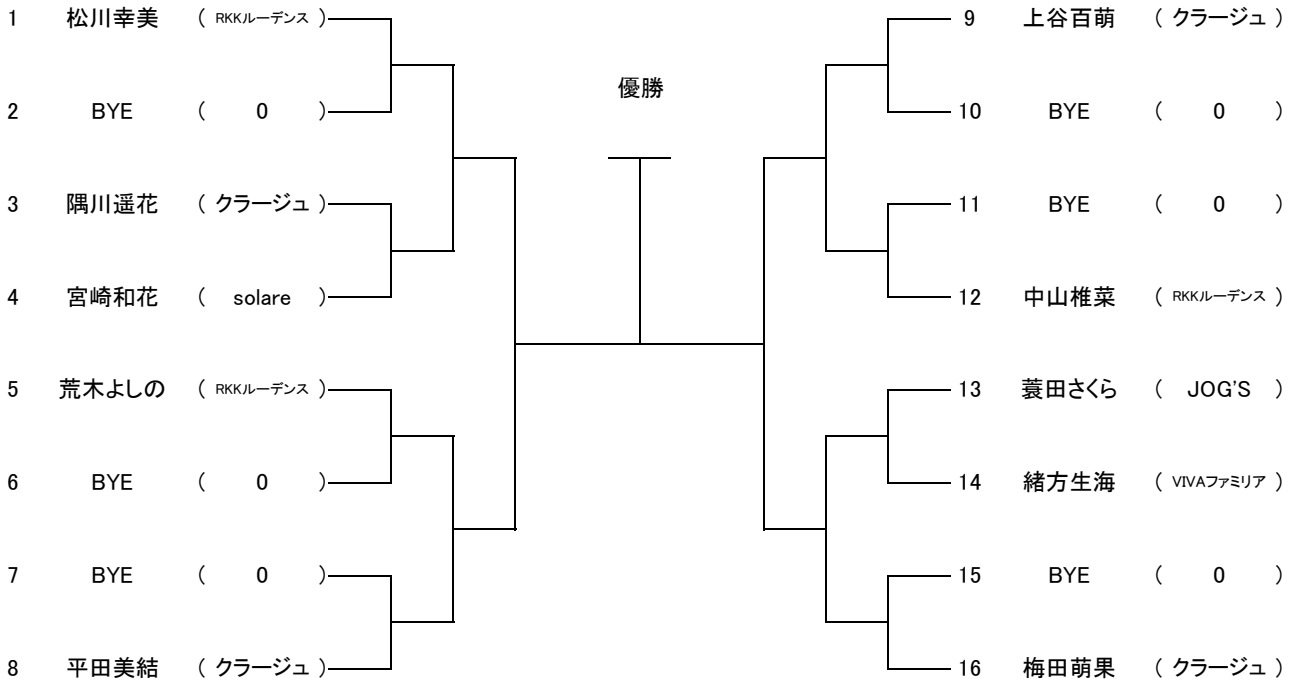 1 松川幸美 ( RKKルーデンス )
2 BYE ( 0 )
3 隅川遥花 ( クラージュ )
4 宮崎和花 ( solare )
5 荒木よしの ( RKKルーデンス )
6 BYE ( 0 )
7 BYE ( 0 )
8 平田美結 ( クラージュ )
優勝
9 上谷百萌 ( クラージュ )
10 BYE ( 0 )
11 BYE ( 0 )
12 中山椎菜 ( RKKルーデンス )
13 蓑田さくら ( JOG'S )
14 緒方生海 ( VIVAファミリア )
15 BYE ( 0 )
16 梅田萌果 ( クラージュ )